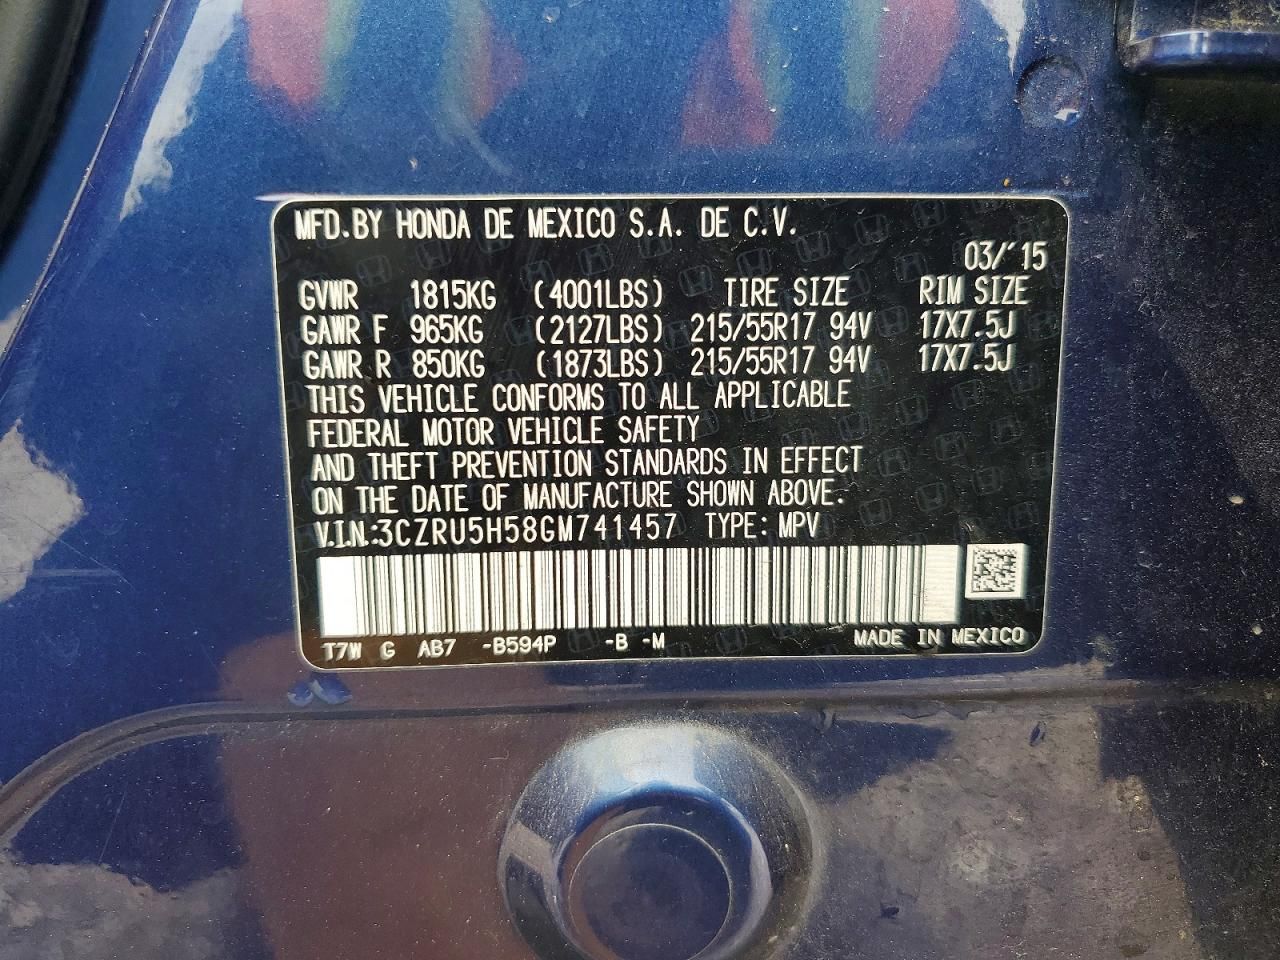 MFD.BY HONDA DE MEXICO S.A. DE C.V.
03/'15
GVWR 1815KG (4001LBS) TIRE SIZE RIM SIZE
GAWR F 965KG (2127LBS) 215/55R17 94V 17X7.5J
GAWR R 850KG (1873LBS) 215/55R17 94V 17X7.5J
THIS VEHICLE CONFORMS TO ALL APPLICABLE
FEDERAL MOTOR VEHICLE SAFETY
AND THEFT PREVENTION STANDARDS IN EFFECT
ON THE DATE OF MANUFACTURE SHOWN ABOVE.
V.I.N.:3CZRU5H58GM741457 TYPE: MPV
T7W G AB7 -B594P -B -M MADE IN MEXICO